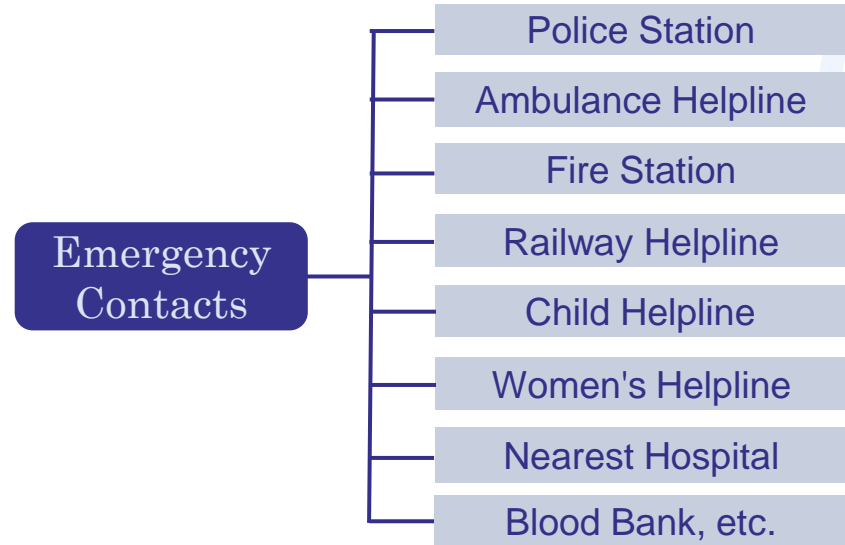 Police Station
Ambulance Helpline
Fire Station
Emergency
Contacts
Railway Helpline
Child Helpline
Women's Helpline
Nearest Hospital
Blood Bank, etc.